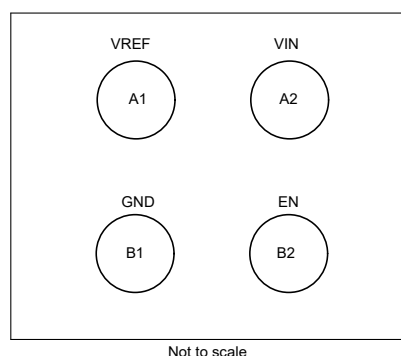 VREF VIN
A1 A2
GND EN
B1 B2
Not to scale